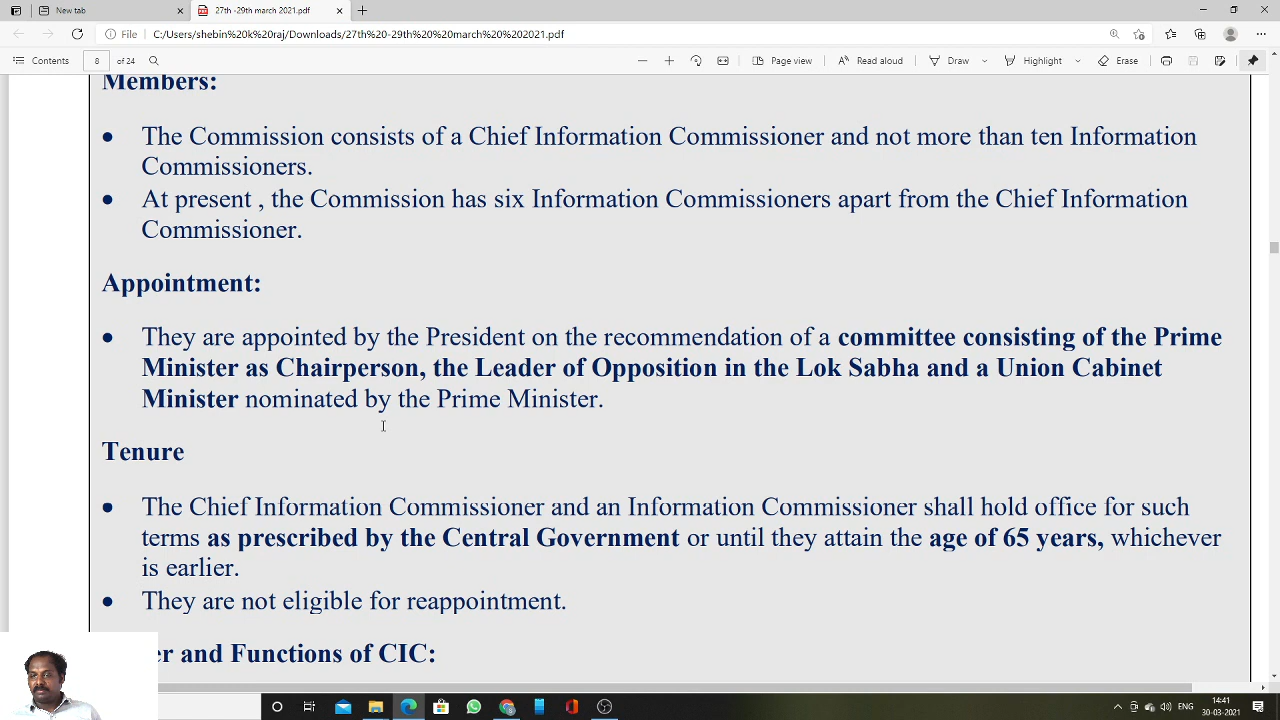 New tab
27th -29th march 2021.pdf
File
C:/Users/shebin%20k%20raj/Downloads/27th%20-29th%20%20march%20%202021.pdf
Contents
8 of 24
Page view
Read aloud
Draw
Highlight
Erase
Members:
• The Commission consists of a Chief Information Commissioner and not more than ten Information
Commissioners.
• At present , the Commission has six Information Commissioners apart from the Chief Information
Commissioner.
Appointment:
• They are appointed by the President on the recommendation of a committee consisting of the Prime
Minister as Chairperson, the Leader of Opposition in the Lok Sabha and a Union Cabinet
Minister nominated by the Prime Minister.
Tenure
• The Chief Information Commissioner and an Information Commissioner shall hold office for such
terms as prescribed by the Central Government or until they attain the age of 65 years, whichever
is earlier.
• They are not eligible for reappointment.
er and Functions of CIC:
ENG
14:41
30-03-2021